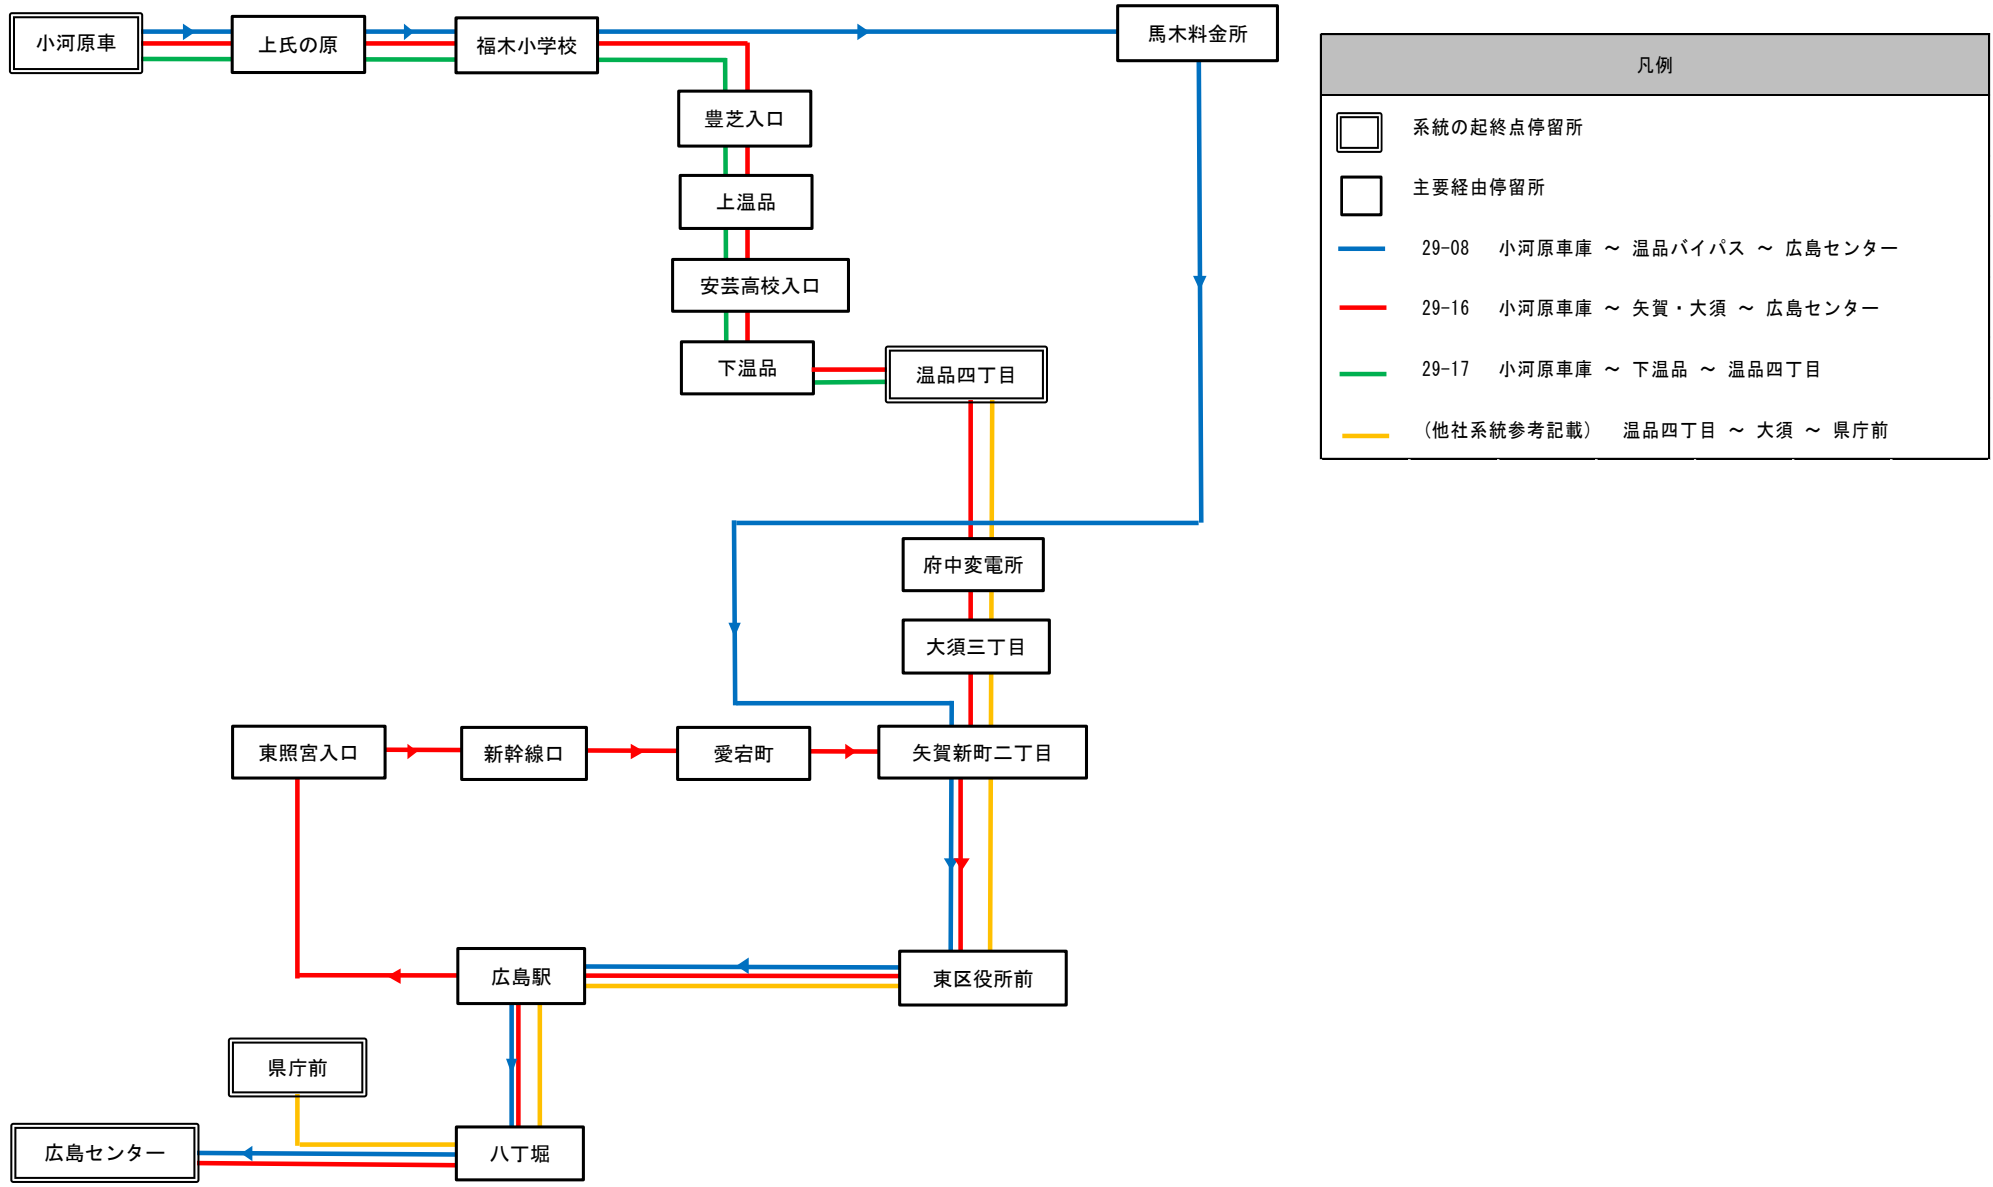 小河原車
上氏の原
福木小学校
馬木料金所
豊芝入口
上温品
安芸高校入口
下温品
温品四丁目
府中変電所
大須三丁目
東照宮入口
新幹線口
愛宕町
矢賀新町二丁目
広島駅
東区役所前
県庁前
広島センター
八丁堀
凡例
系統の起終点停留所
主要経由停留所
29-08 小河原車庫 ～ 温品バイパス ～ 広島センター
29-16 小河原車庫 ～ 矢賀・大須 ～ 広島センター
29-17 小河原車庫 ～ 下温品 ～ 温品四丁目
（他社系統参考記載） 温品四丁目 ～ 大須 ～ 県庁前